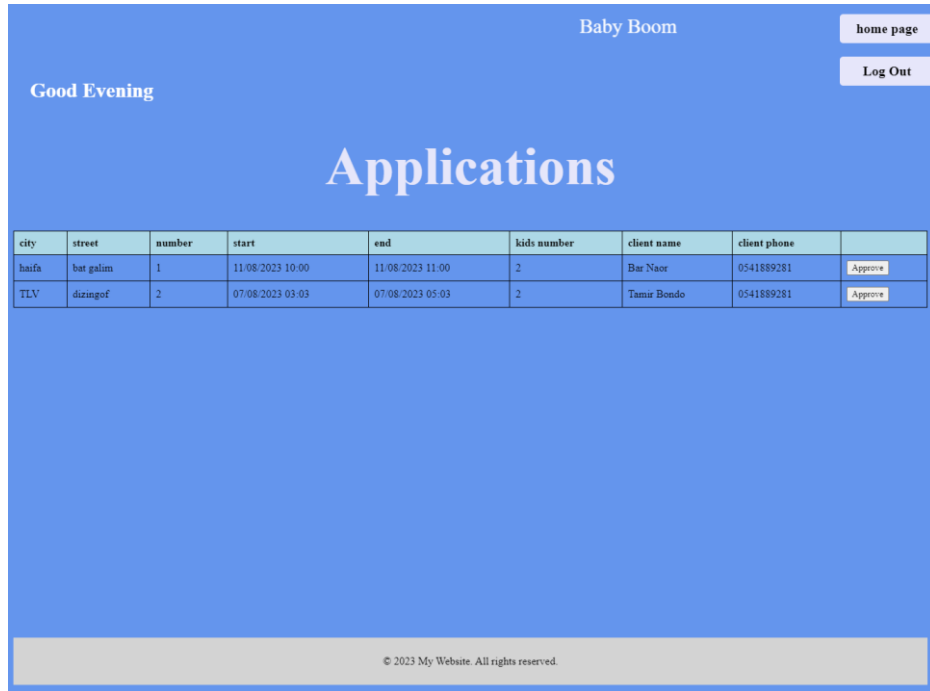 Baby Boom
home page
Log Out
Good Evening
Applications
city street number start end kids number client name client phone
haifa bat galim 1 11/08/2023 10:00 11/08/2023 11:00 2 Bar Naor 0541889281 Approve
TLV dizingof 2 07/08/2023 03:03 07/08/2023 05:03 2 Tamir Bondo 0541889281 Approve
© 2023 My Website. All rights reserved.